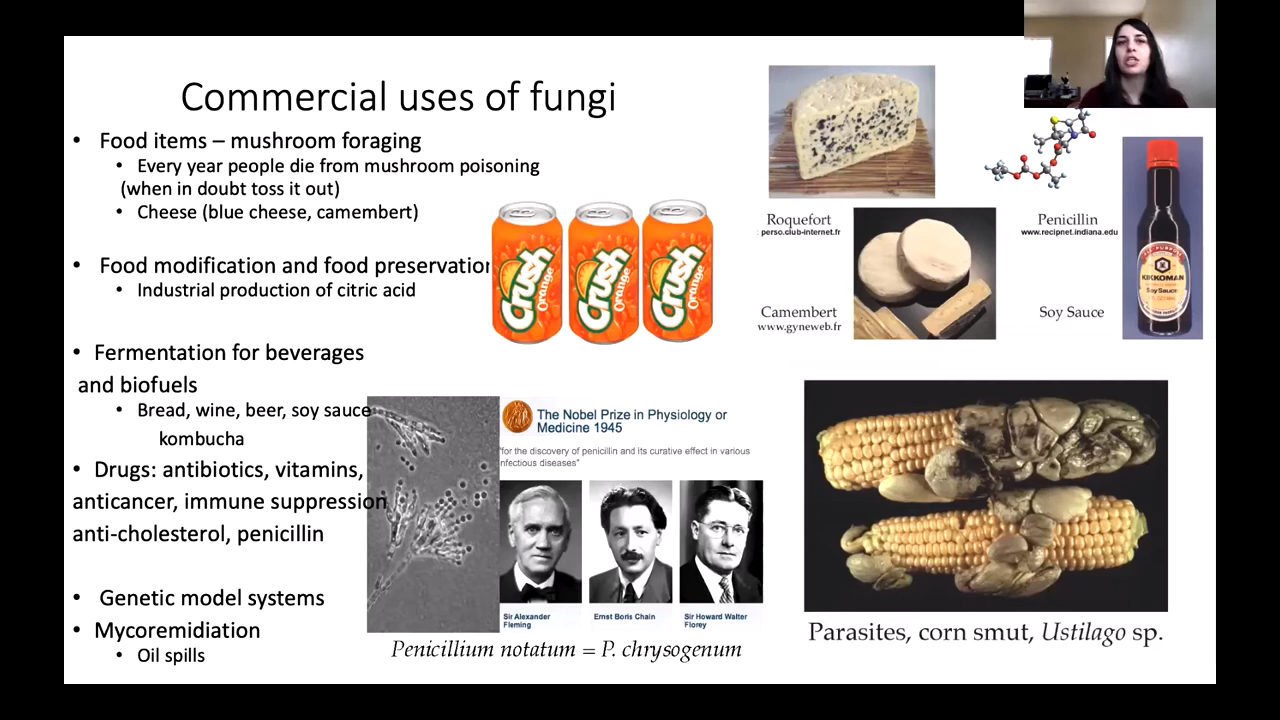 Commercial uses of fungi
• Food items – mushroom foraging
• Every year people die from mushroom poisoning
(when in doubt toss it out)
• Cheese (blue cheese, camembert)
• Food modification and food preservation
• Industrial production of citric acid
• Fermentation for beverages
and biofuels
• Bread, wine, beer, soy sauce
kombucha
• Drugs: antibiotics, vitamins,
anticancer, immune suppression
anti-cholesterol, penicillin
• Genetic model systems
• Mycoremidiation
• Oil spills
Crush
Orange
Crush
Orange
Crush
Orange
Roquefort
perso.club-internet.fr
Penicillin
www.recipnet.indiana.edu
Camembert
www.gyneweb.fr
Soy Sauce
KIKKOMAN
Soy Sauce
The Nobel Prize in Physiology or
Medicine 1945
"for the discovery of penicillin and its curative effect in various
nfectious diseases"
Sir Alexander
Fleming
Ernst Boris Chain
Sir Howard Walter
Florey
Penicillium notatum = P. chrysogenum
Parasites, corn smut, Ustilago sp.